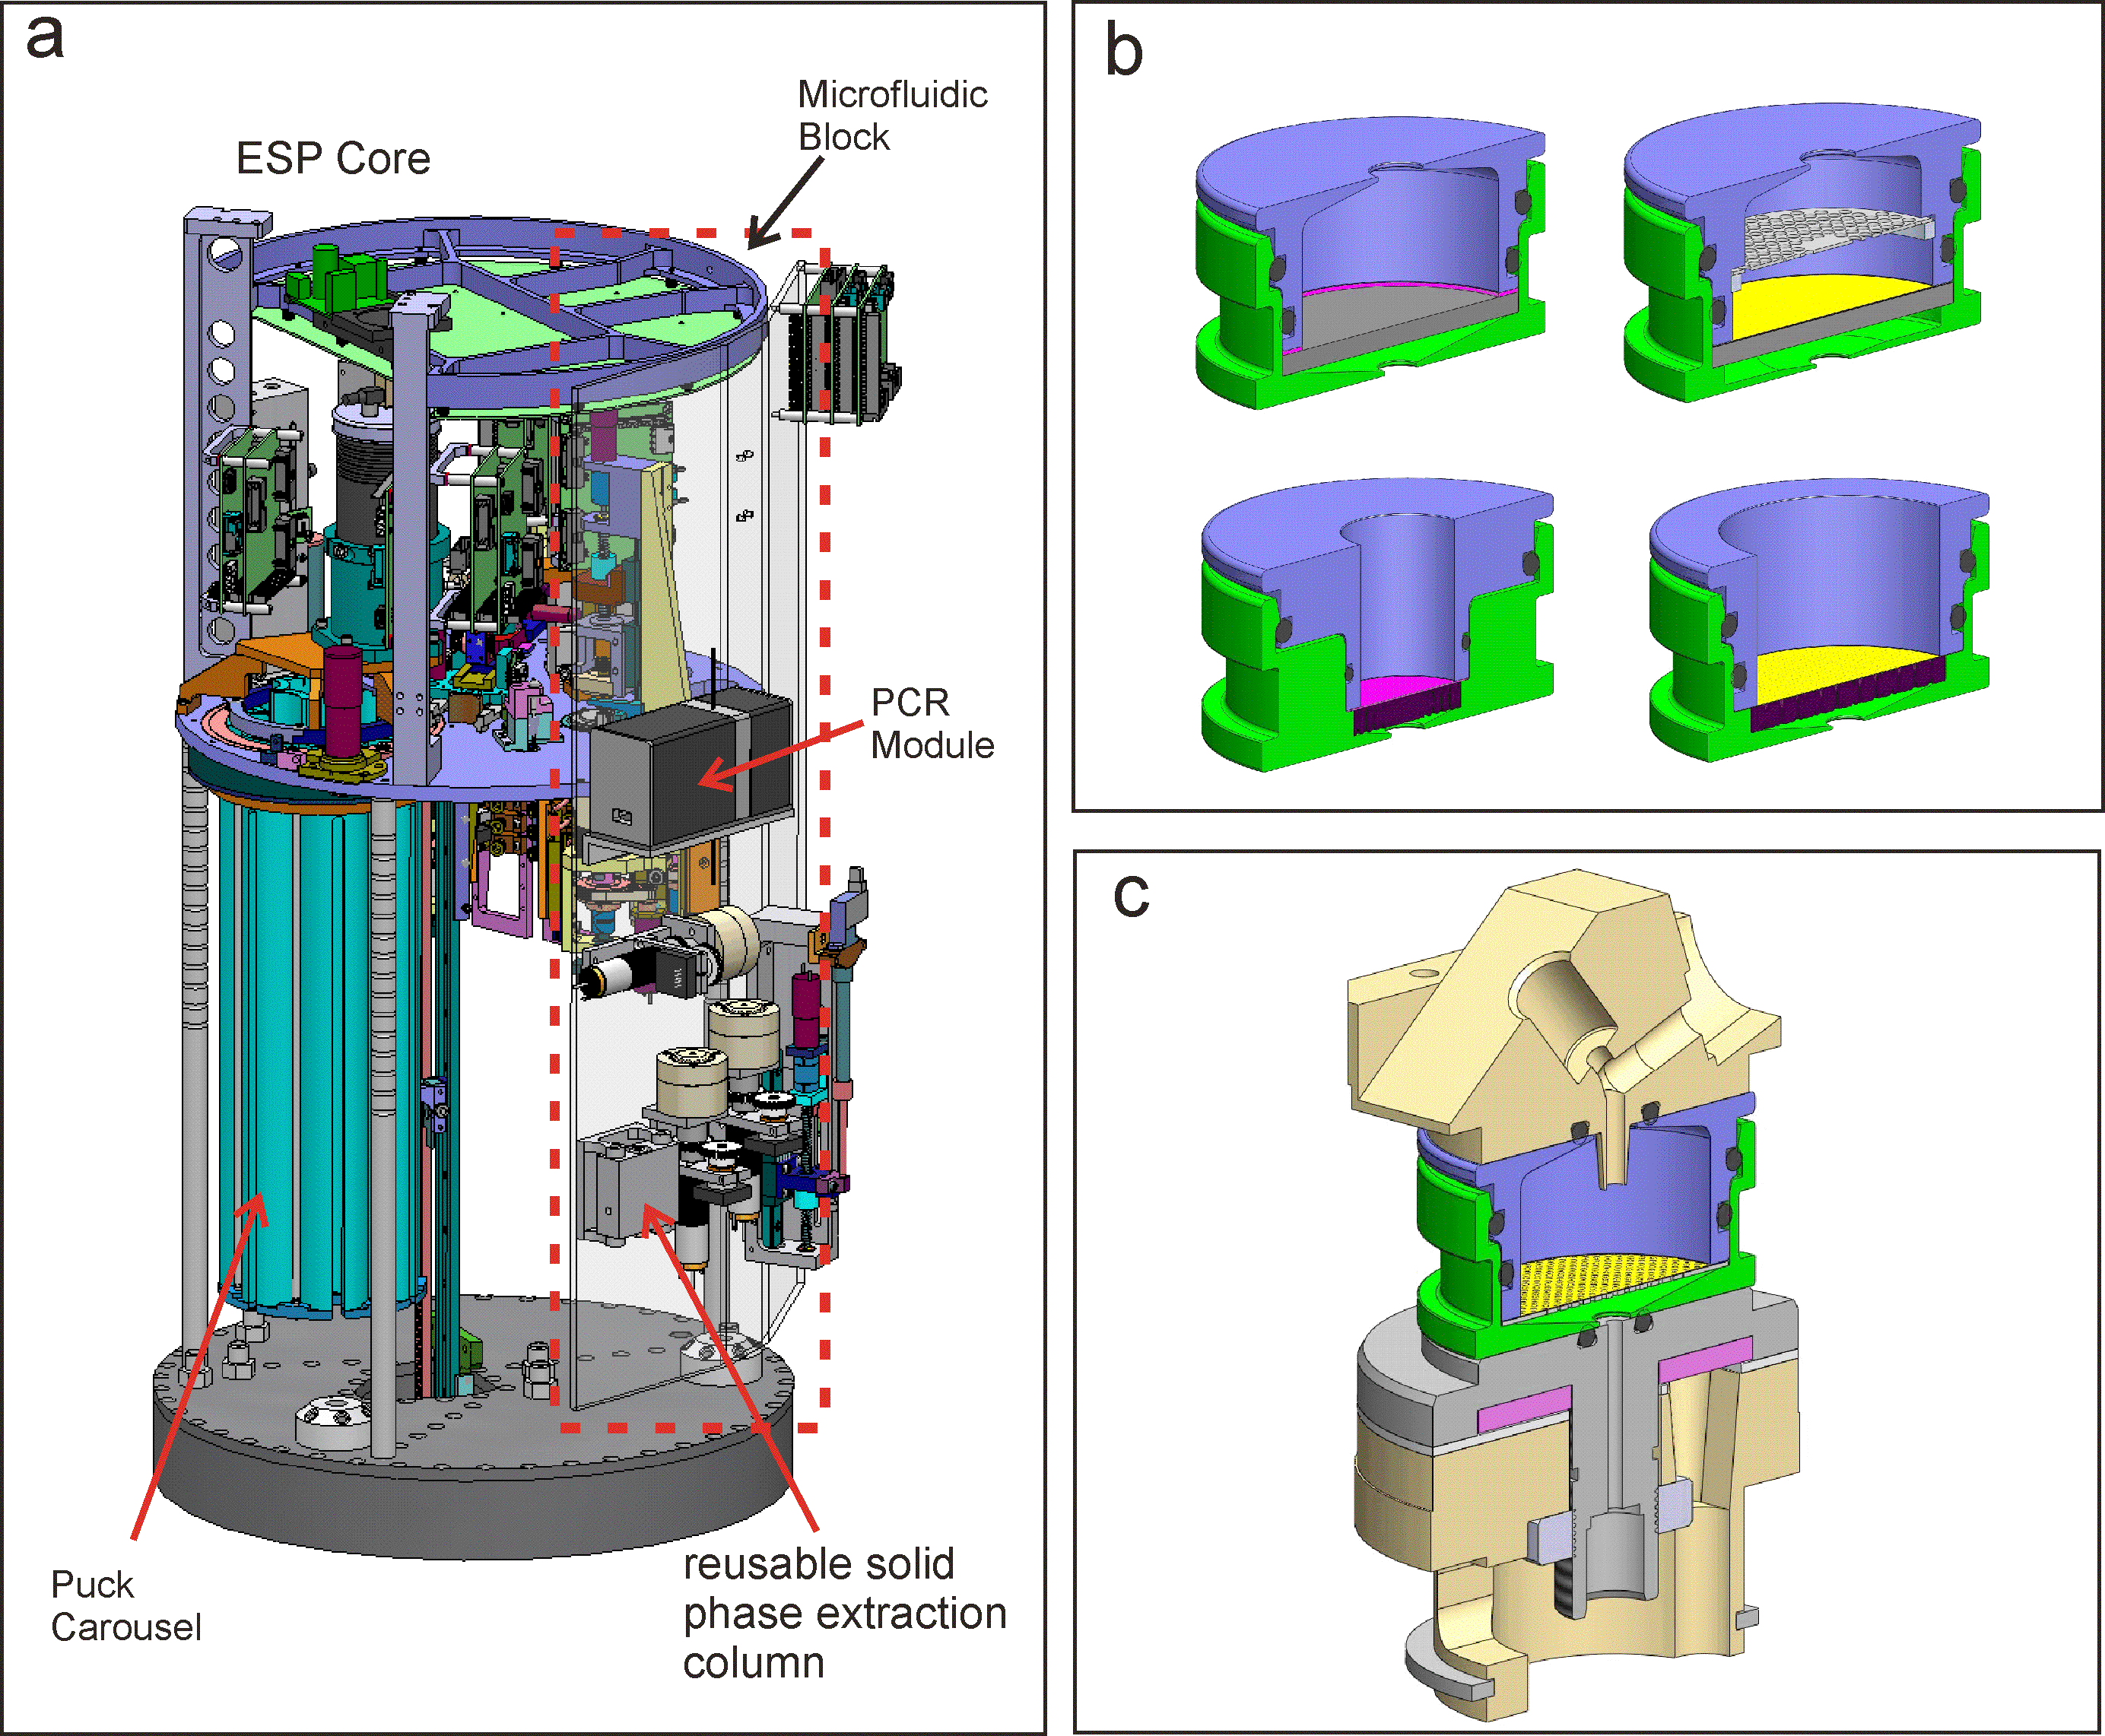 a
ESP Core
Microfluidic
Block
PCR
Module
Puck
Carousel
reusable solid
phase extraction
column
b
c